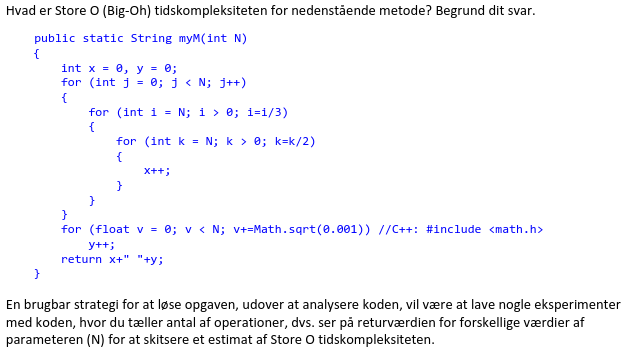 Hvad er Store O (Big-Oh) tidskompleksiteten for nedenstående metode? Begrund dit svar.
public static String myM(int N)
{
int x = 0, y = 0;
for (int j = 0; j < N; j++)
{
for (int i = N; i > 0; i=i/3)
{
for (int k = N; k > 0; k=k/2)
{
x++;
}
}
}
for (float v = 0; v < N; v+=Math.sqrt(0.001)) //C++: #include <math.h>
y++;
return x+" "+y;
}
En brugbar strategi for at løse opgaven, udover at analysere koden, vil være at lave nogle eksperimenter
med koden, hvor du tæller antal af operationer, dvs. ser på returværdien for forskellige værdier af
parameteren (N) for at skitsere et estimat af Store O tidskompleksiteten.